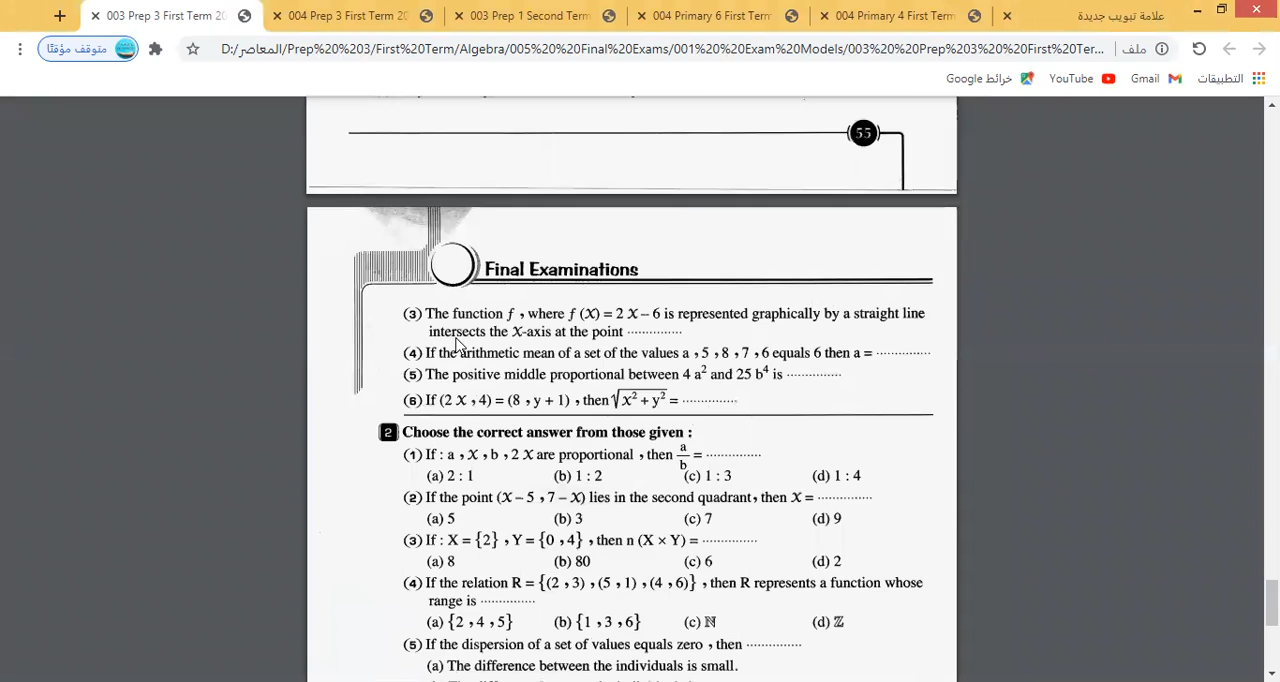 003 Prep 3 First Term 20
004 Prep 3 First Term 20
003 Prep 1 Second Term
004 Primary 6 First Term
004 Primary 4 First Term
علامة تبويب جديدة
متوقف مؤقتًا
D:/المعاصر/Prep%203/First%20Term/Algebra/005%20%20Final%20Exams/001%20%20Exam%20Models/003%20%20Prep%203%20%20First%20Ter...
ملف
خرائط Google
YouTube
Gmail
التطبيقات
55
Final Examinations
(3) The function f , where f (X) = 2 X – 6 is represented graphically by a straight line
intersects the X-axis at the point ..............
(4) If the arithmetic mean of a set of the values a , 5 , 8 , 7 , 6 equals 6 then a = ..............
(5) The positive middle proportional between 4 a² and 25 b⁴ is ..............
(6) If (2 X , 4) = (8 , y + 1) , then √(x² + y²) = ..............
2 Choose the correct answer from those given :
(1) If : a , X , b , 2 X are proportional , then a/b = ..............
(a) 2 : 1 (b) 1 : 2 (c) 1 : 3 (d) 1 : 4
(2) If the point (X – 5 , 7 – X) lies in the second quadrant, then X = ..............
(a) 5 (b) 3 (c) 7 (d) 9
(3) If : X = {2} , Y = {0 , 4} , then n (X × Y) = ..............
(a) 8 (b) 80 (c) 6 (d) 2
(4) If the relation R = {(2 , 3) , (5 , 1) , (4 , 6)} , then R represents a function whose
range is ..............
(a) {2 , 4 , 5} (b) {1 , 3 , 6} (c) ℕ (d) ℤ
(5) If the dispersion of a set of values equals zero , then ..............
(a) The difference between the individuals is small.